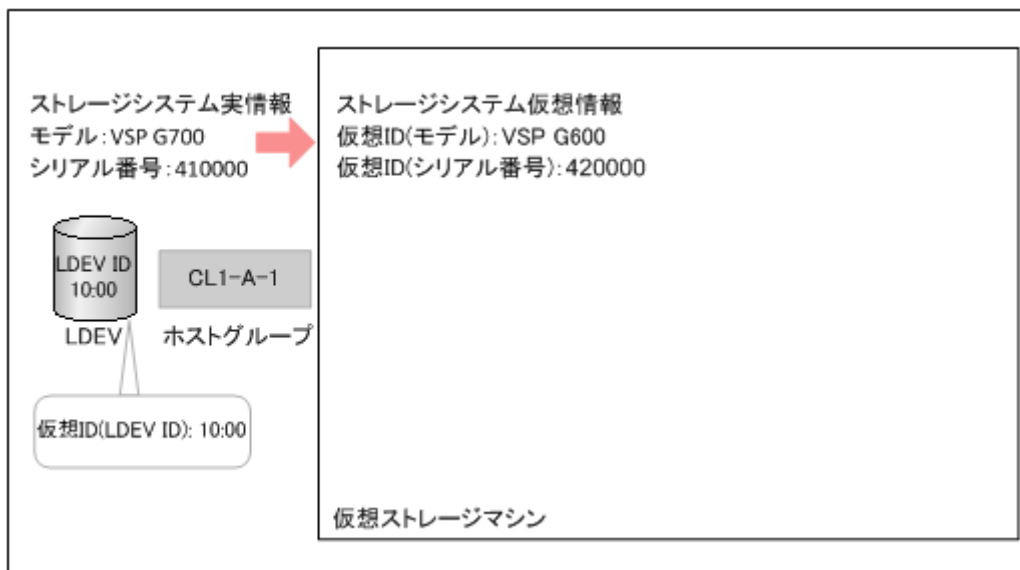 ストレージシステム実情報
モデル:VSP G700
シリアル番号:410000
ストレージシステム仮想情報
仮想ID(モデル):VSP G600
仮想ID(シリアル番号):420000
LDEV ID
10:00
LDEV
CL1-A-1
ホストグループ
仮想ID(LDEV ID): 10:00
仮想ストレージマシン